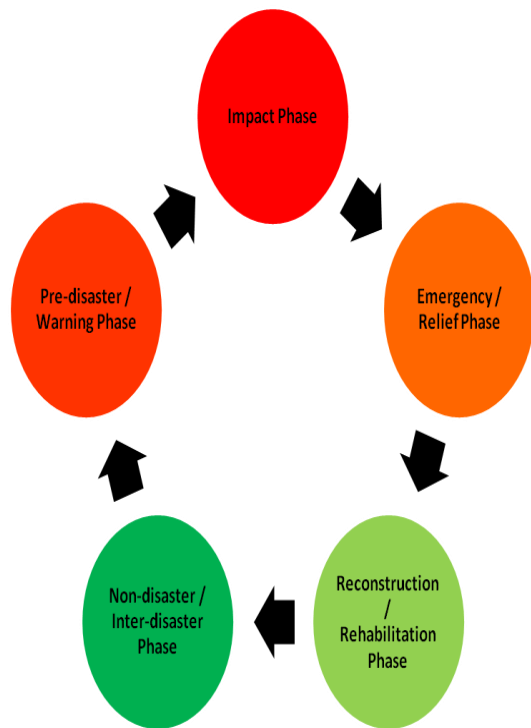 Impact Phase
Emergency /
Relief Phase
Reconstruction
/
Rehabilitation
Phase
Non-disaster /
Inter-disaster
Phase
Pre-disaster /
Warning Phase